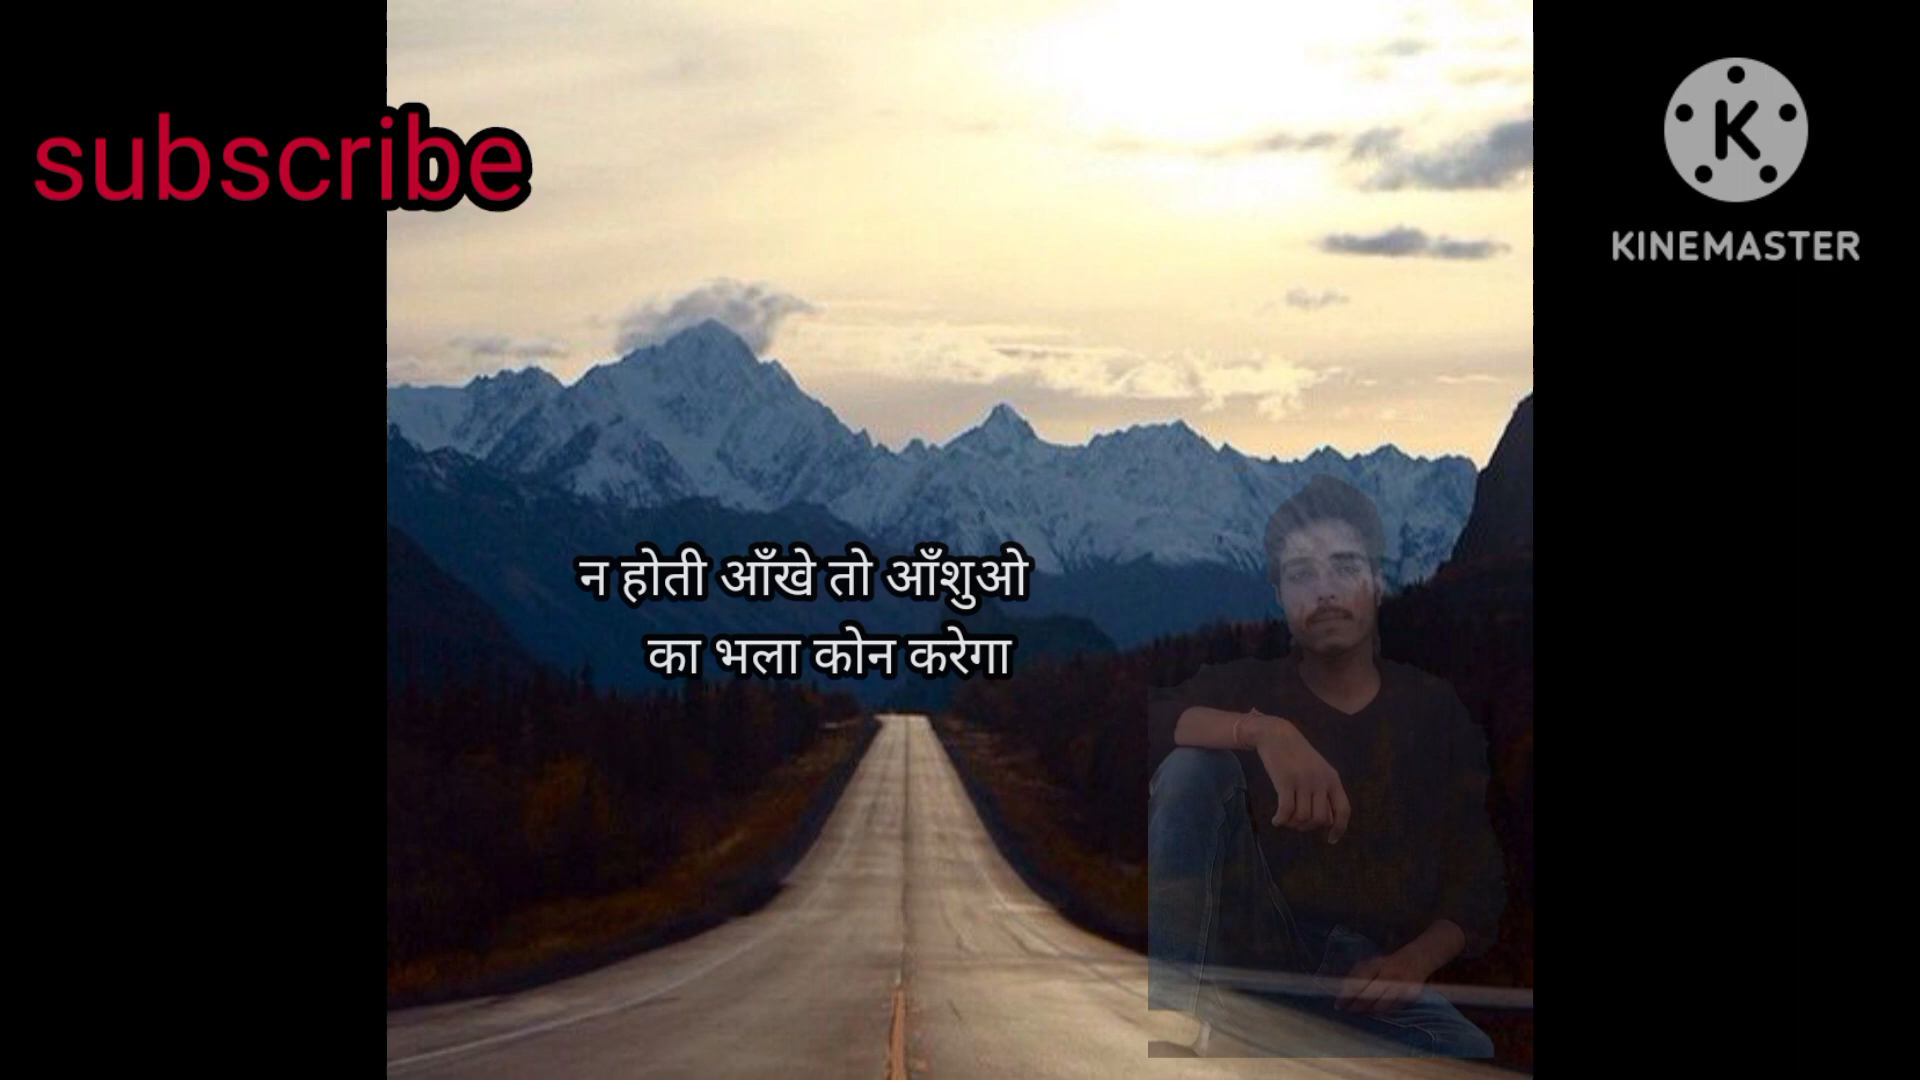 subscribe
KINEMASTER
न होती आँखे तो आँशुओ
का भला कोन करेगा